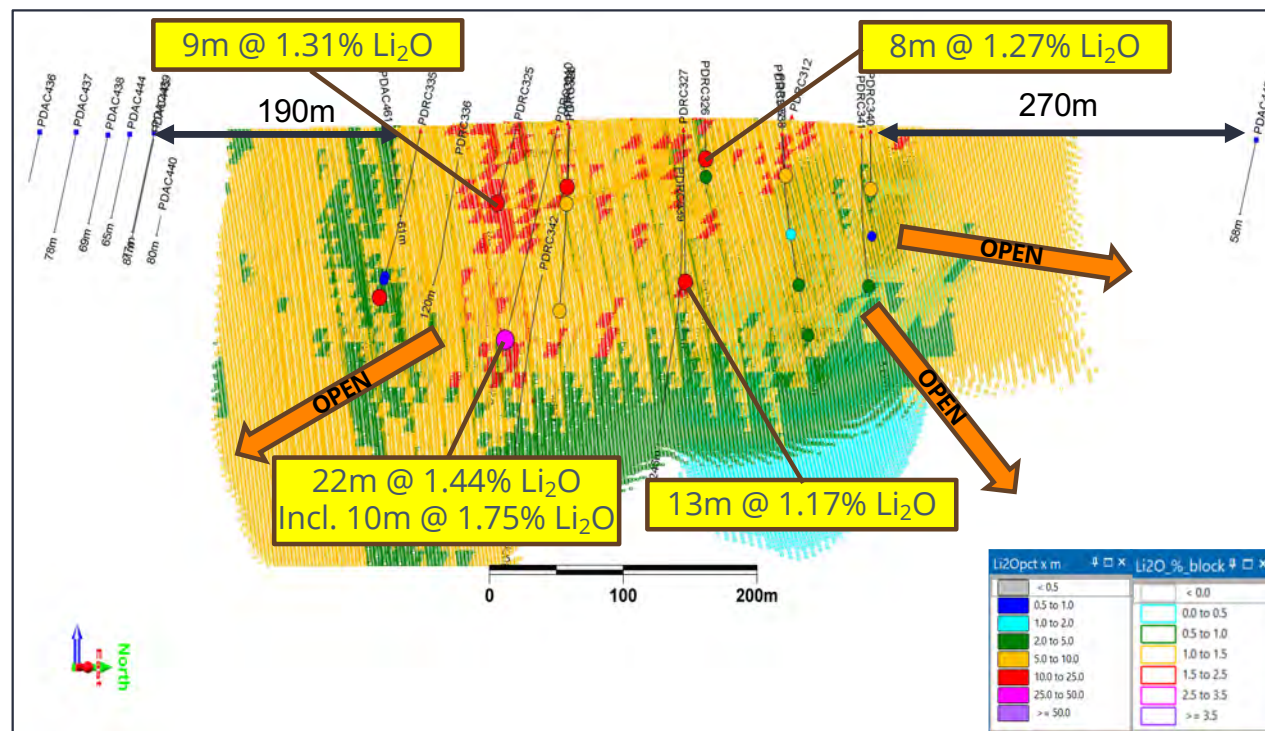 9m @ 1.31% Li₂O
8m @ 1.27% Li₂O
190m
270m
PDAC436
PDAC437
PDAC438
PDAC444
PDAC440
PDRC335
PDRC336
PDRC325
PDRC342
PDRC327
PDRC326
PDRC312
PDRC341
PDRC340
78m
69m
65m
80m
61m
120m
58m
OPEN
OPEN
OPEN
22m @ 1.44% Li₂O
Incl. 10m @ 1.75% Li₂O
13m @ 1.17% Li₂O
0
100
200m
North
Li2Opct x m
< 0.5
0.5 to 1.0
1.0 to 2.0
2.0 to 5.0
5.0 to 10.0
10.0 to 25.0
25.0 to 50.0
>= 50.0
Li2O_%_block
< 0.0
0.0 to 0.5
0.5 to 1.0
1.0 to 1.5
1.5 to 2.5
2.5 to 3.5
>= 3.5